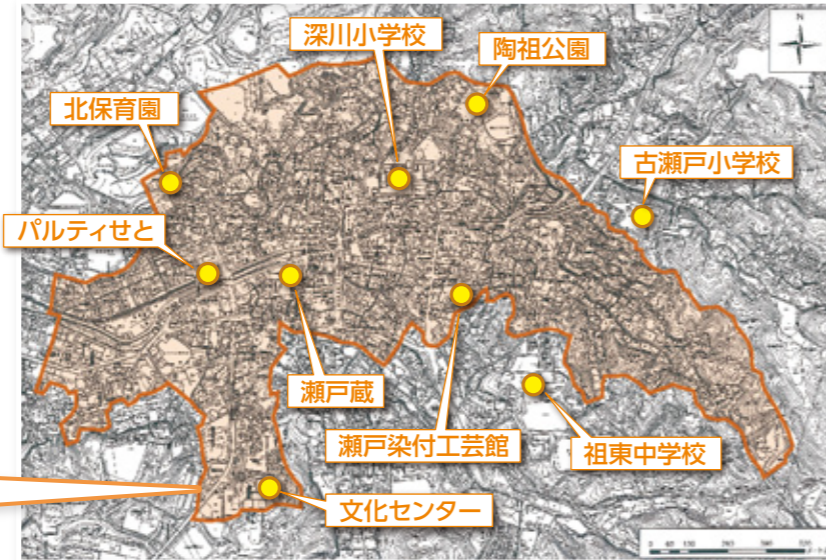 N
深川小学校
陶祖公園
北保育園
古瀬戸小学校
パルティせと
瀬戸蔵
瀬戸染付工芸館
祖東中学校
文化センター